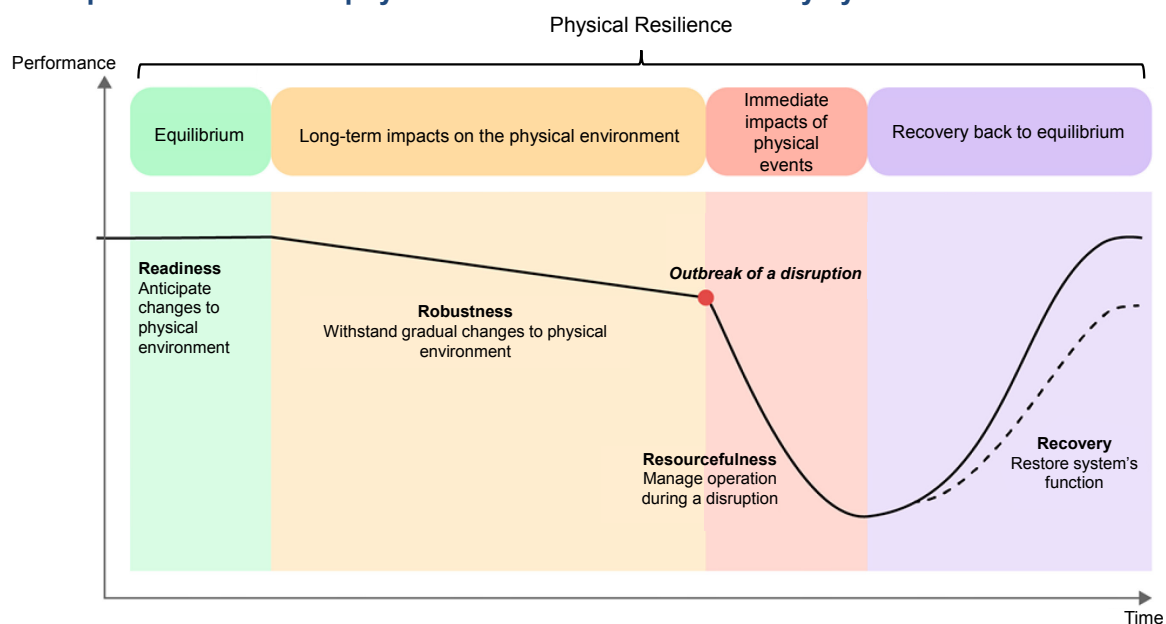 Physical Resilience
Performance
Equilibrium
Long-term impacts on the physical environment
Immediate
impacts of
physical
events
Recovery back to equilibrium
Readiness
Anticipate
changes to
physical
environment
Robustness
Withstand gradual changes to physical
environment
Outbreak of a disruption
Resourcefulness
Manage operation
during a disruption
Recovery
Restore system's
function
Time